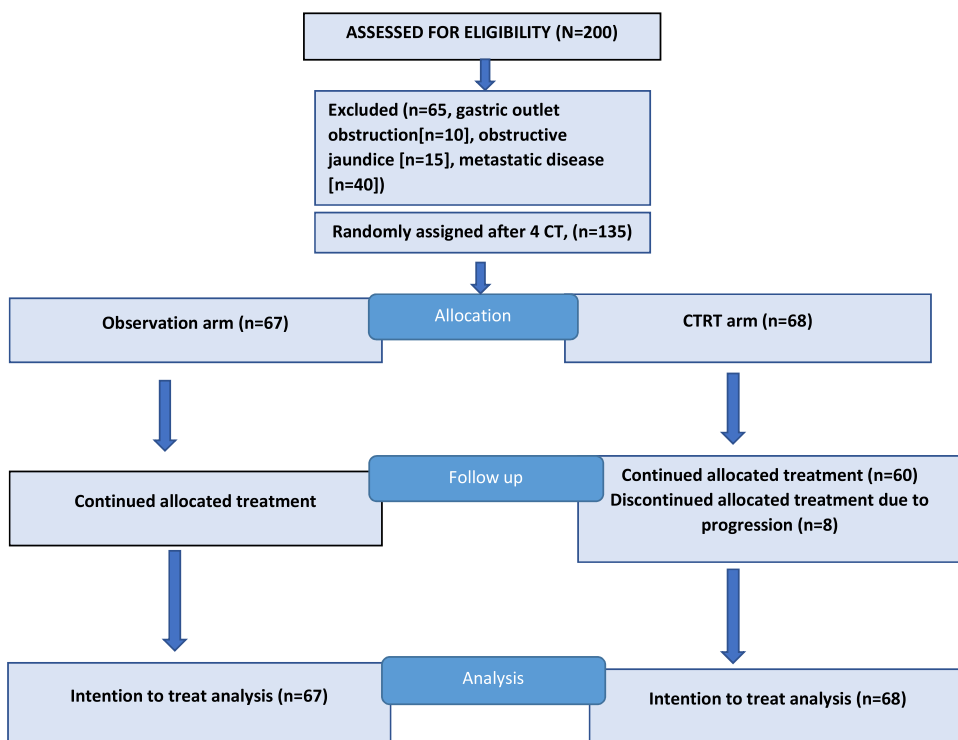 ASSESSED FOR ELIGIBILITY (N=200)
Excluded (n=65, gastric outlet
obstruction[n=10], obstructive
jaundice [n=15], metastatic disease
[n=40])
Randomly assigned after 4 CT, (n=135)
Observation arm (n=67)
Allocation
CTRT arm (n=68)
Continued allocated treatment
Follow up
Continued allocated treatment (n=60)
Discontinued allocated treatment due to
progression (n=8)
Intention to treat analysis (n=67)
Analysis
Intention to treat analysis (n=68)